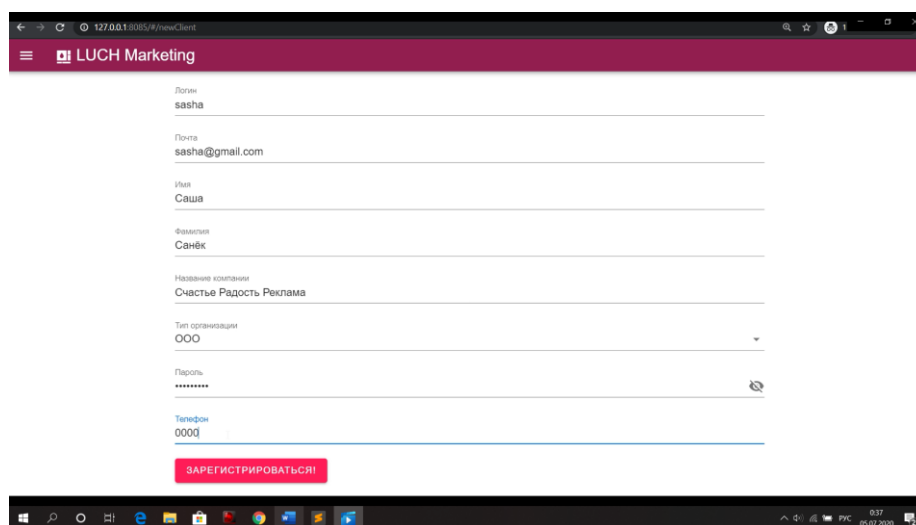 127.0.0.1:8085/#/newClient
LUCH Marketing
Логин
sasha
Почта
sasha@gmail.com
Имя
Саша
Фамилия
Санёк
Название компании
Счастье Радость Реклама
Тип организации
ООО
Пароль
•••••••••
Телефон
0000
ЗАРЕГИСТРИРОВАТЬСЯ!
РУС
0:37
05.07.2020